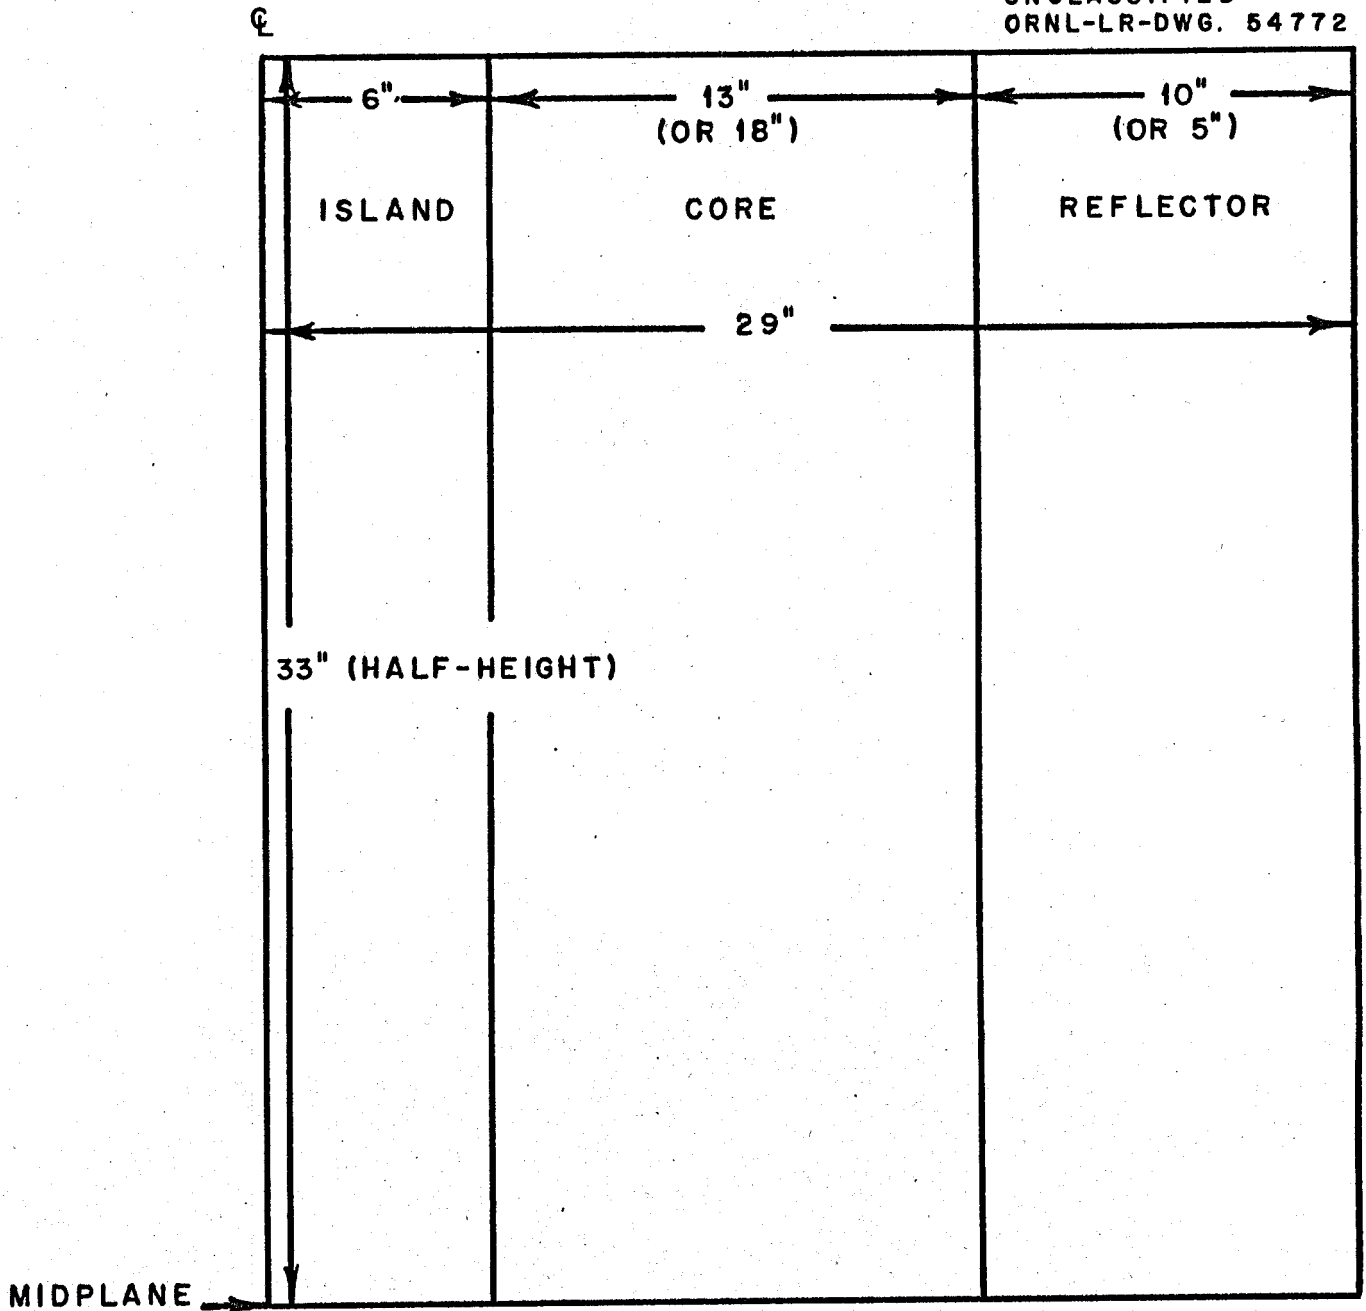 ℄
ORNL-LR-DWG. 54772
6"
13"
(OR 18")
10"
(OR 5")
ISLAND
CORE
REFLECTOR
29"
33" (HALF-HEIGHT)
MIDPLANE